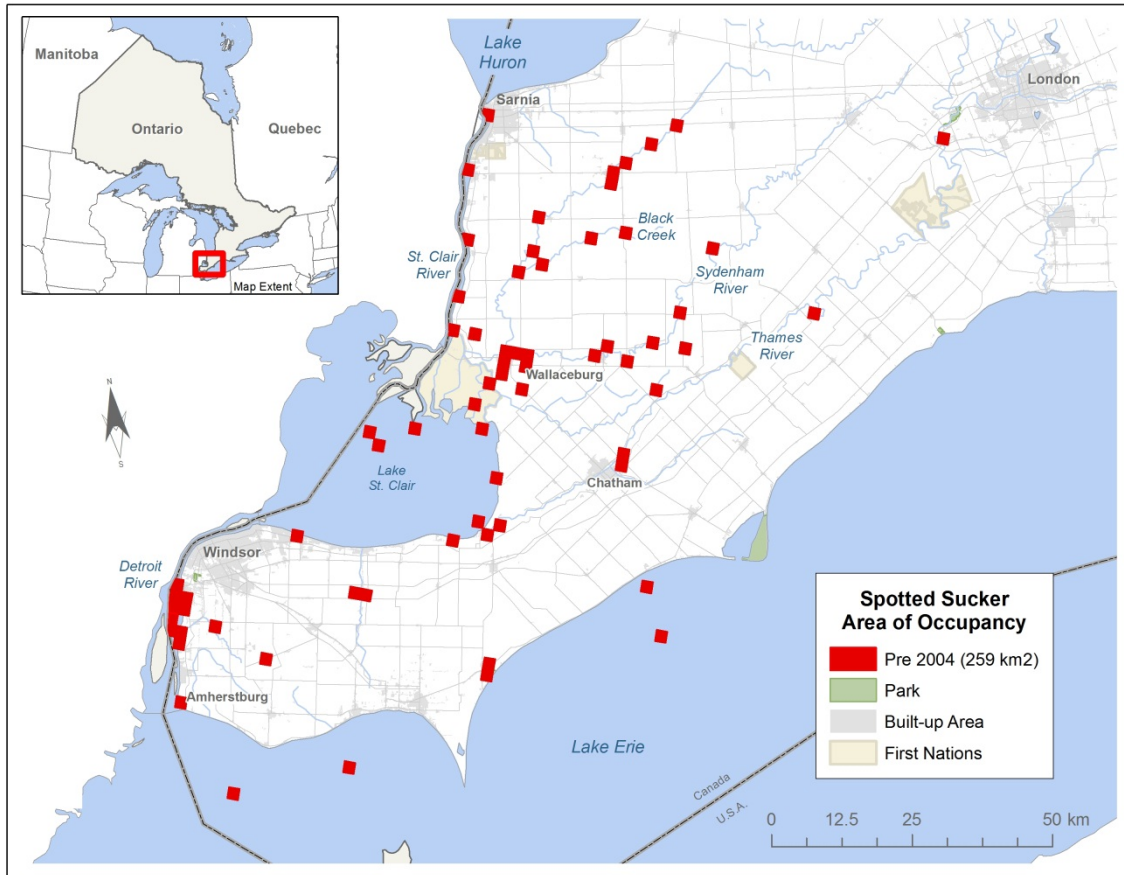 Manitoba
Ontario
Quebec
Map Extent
Lake
Huron
Sarnia
London
Black
Creek
St. Clair
River
Sydenham
River
Thames
River
Wallaceburg
N
S
Lake
St. Clair
Chatham
Windsor
Detroit
River
Amherstburg
Lake Erie
Canada
U.S.A.
Spotted Sucker
Area of Occupancy
Pre 2004 (259 km2)
Park
Built-up Area
First Nations
0 12.5 25 50 km